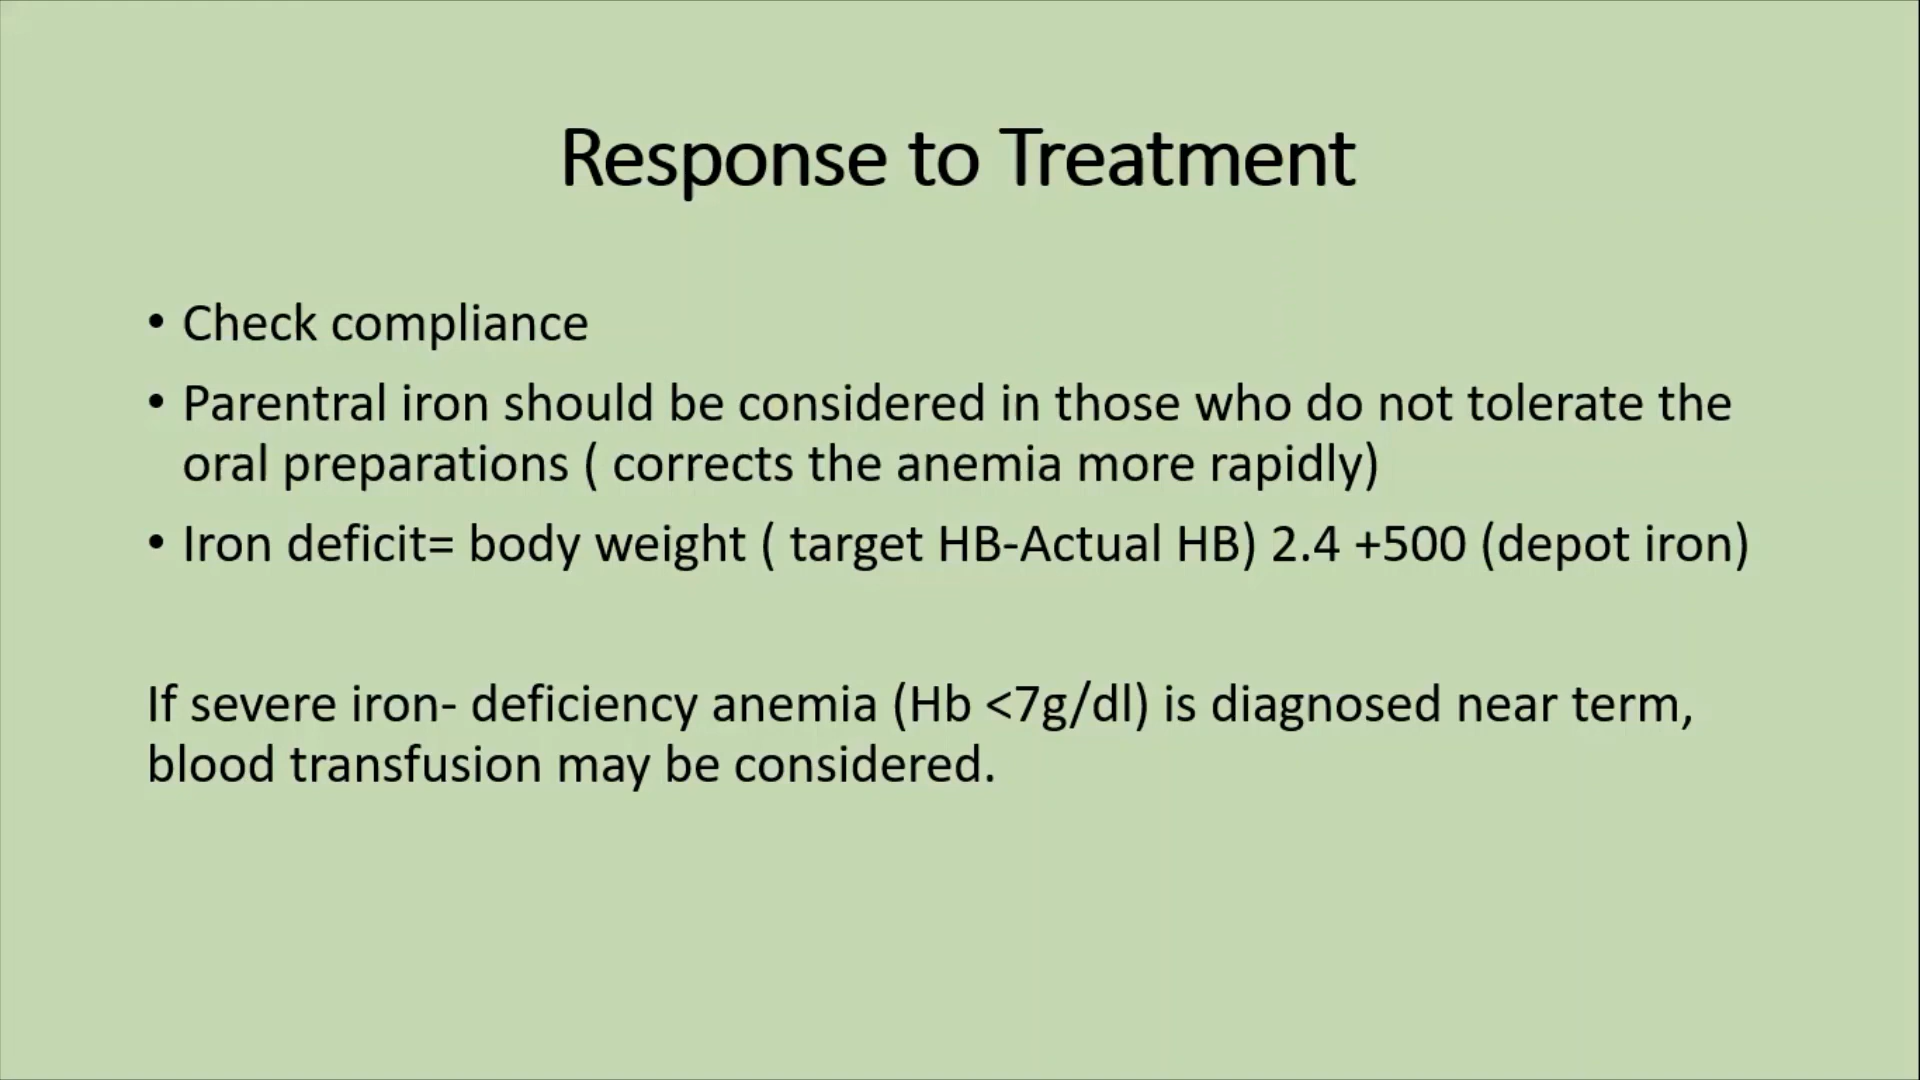 Response to Treatment
• Check compliance
• Parentral iron should be considered in those who do not tolerate the
oral preparations ( corrects the anemia more rapidly)
• Iron deficit= body weight ( target HB-Actual HB) 2.4 +500 (depot iron)
If severe iron- deficiency anemia (Hb <7g/dl) is diagnosed near term,
blood transfusion may be considered.